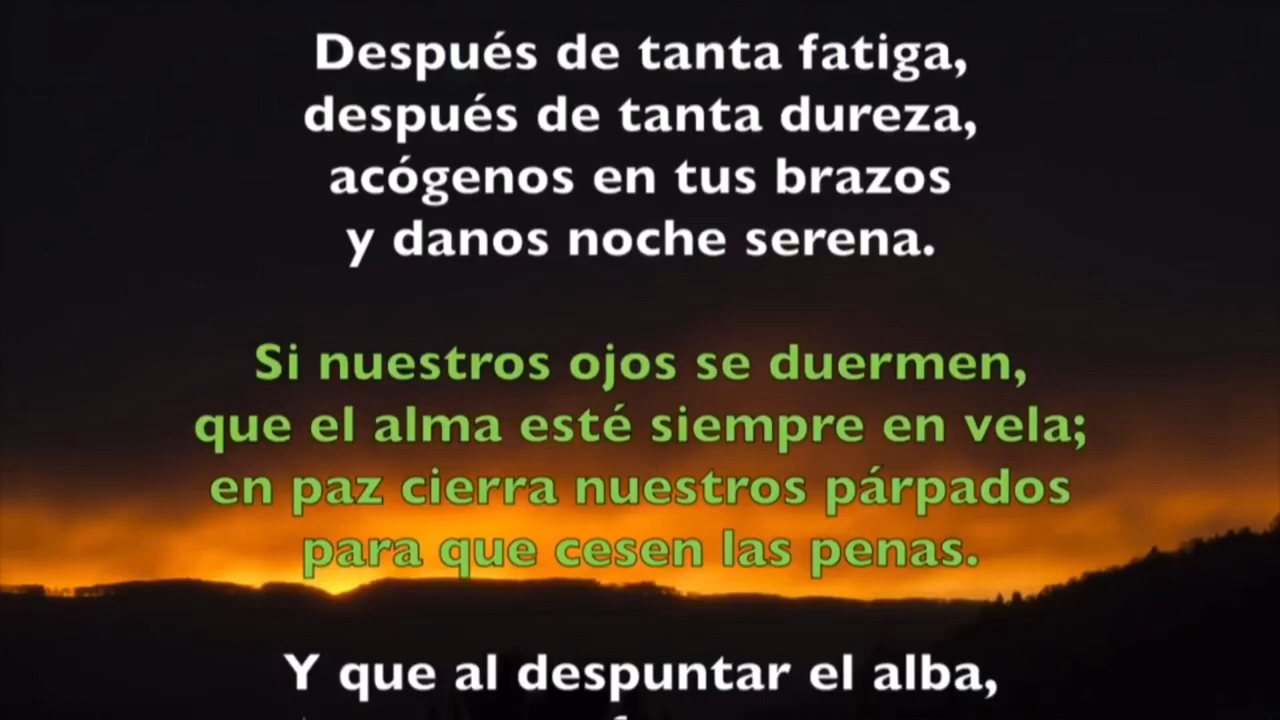 Después de tanta fatiga,
después de tanta dureza,
acógenos en tus brazos
y danos noche serena.
Si nuestros ojos se duermen,
que el alma esté siempre en vela;
en paz cierra nuestros párpados
para que cesen las penas.
Y que al despuntar el alba,